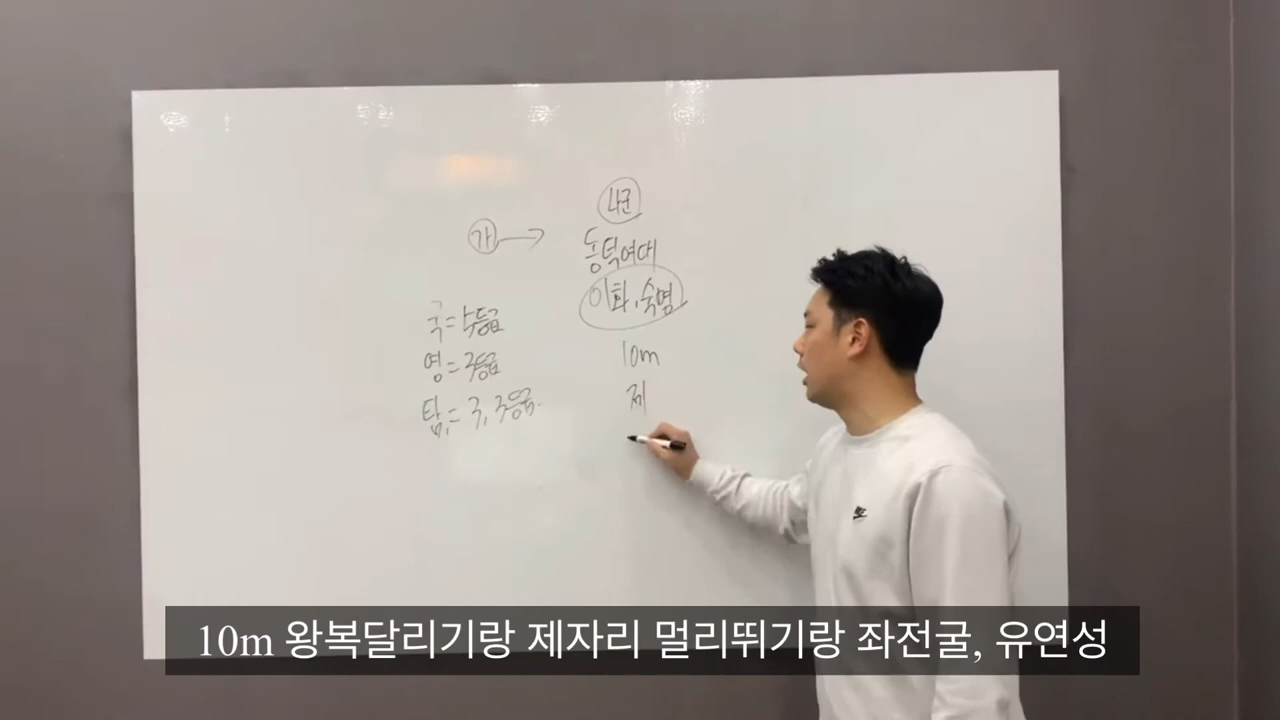 나군
가 →
동덕여대
이화, 숙명
국 = 4등급
영 = 3등급
탐 = 3, 3등급.
10m
제
10m 왕복달리기랑 제자리 멀리뛰기랑 좌전굴, 유연성